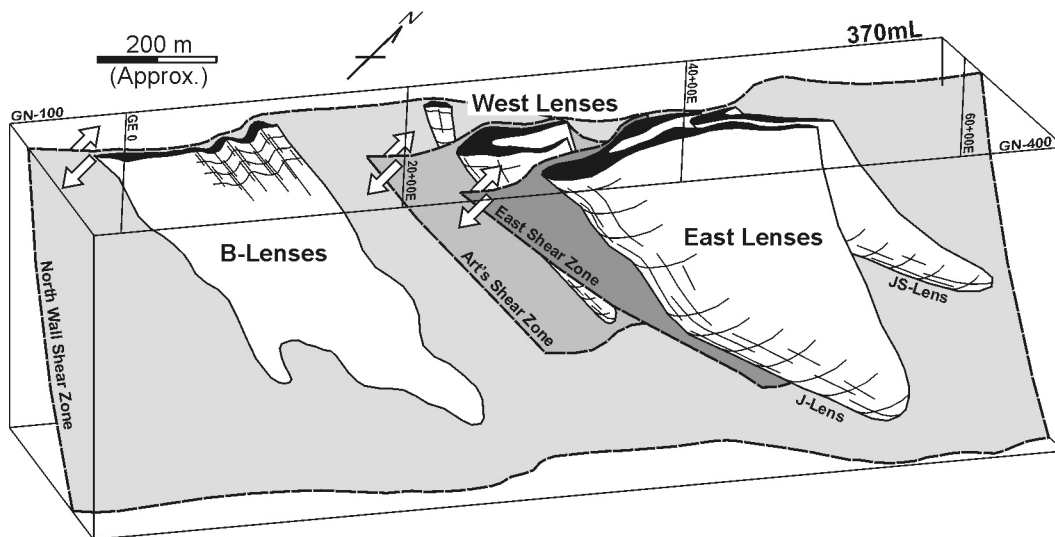 200 m
(Approx.)
N
370mL
GN-100
GE 0
West Lenses
40+00E
60+00E
GN-400
20+00E
B-Lenses
East Shear Zone
East Lenses
Art's Shear Zone
JS-Lens
North Wall Shear Zone
J-Lens